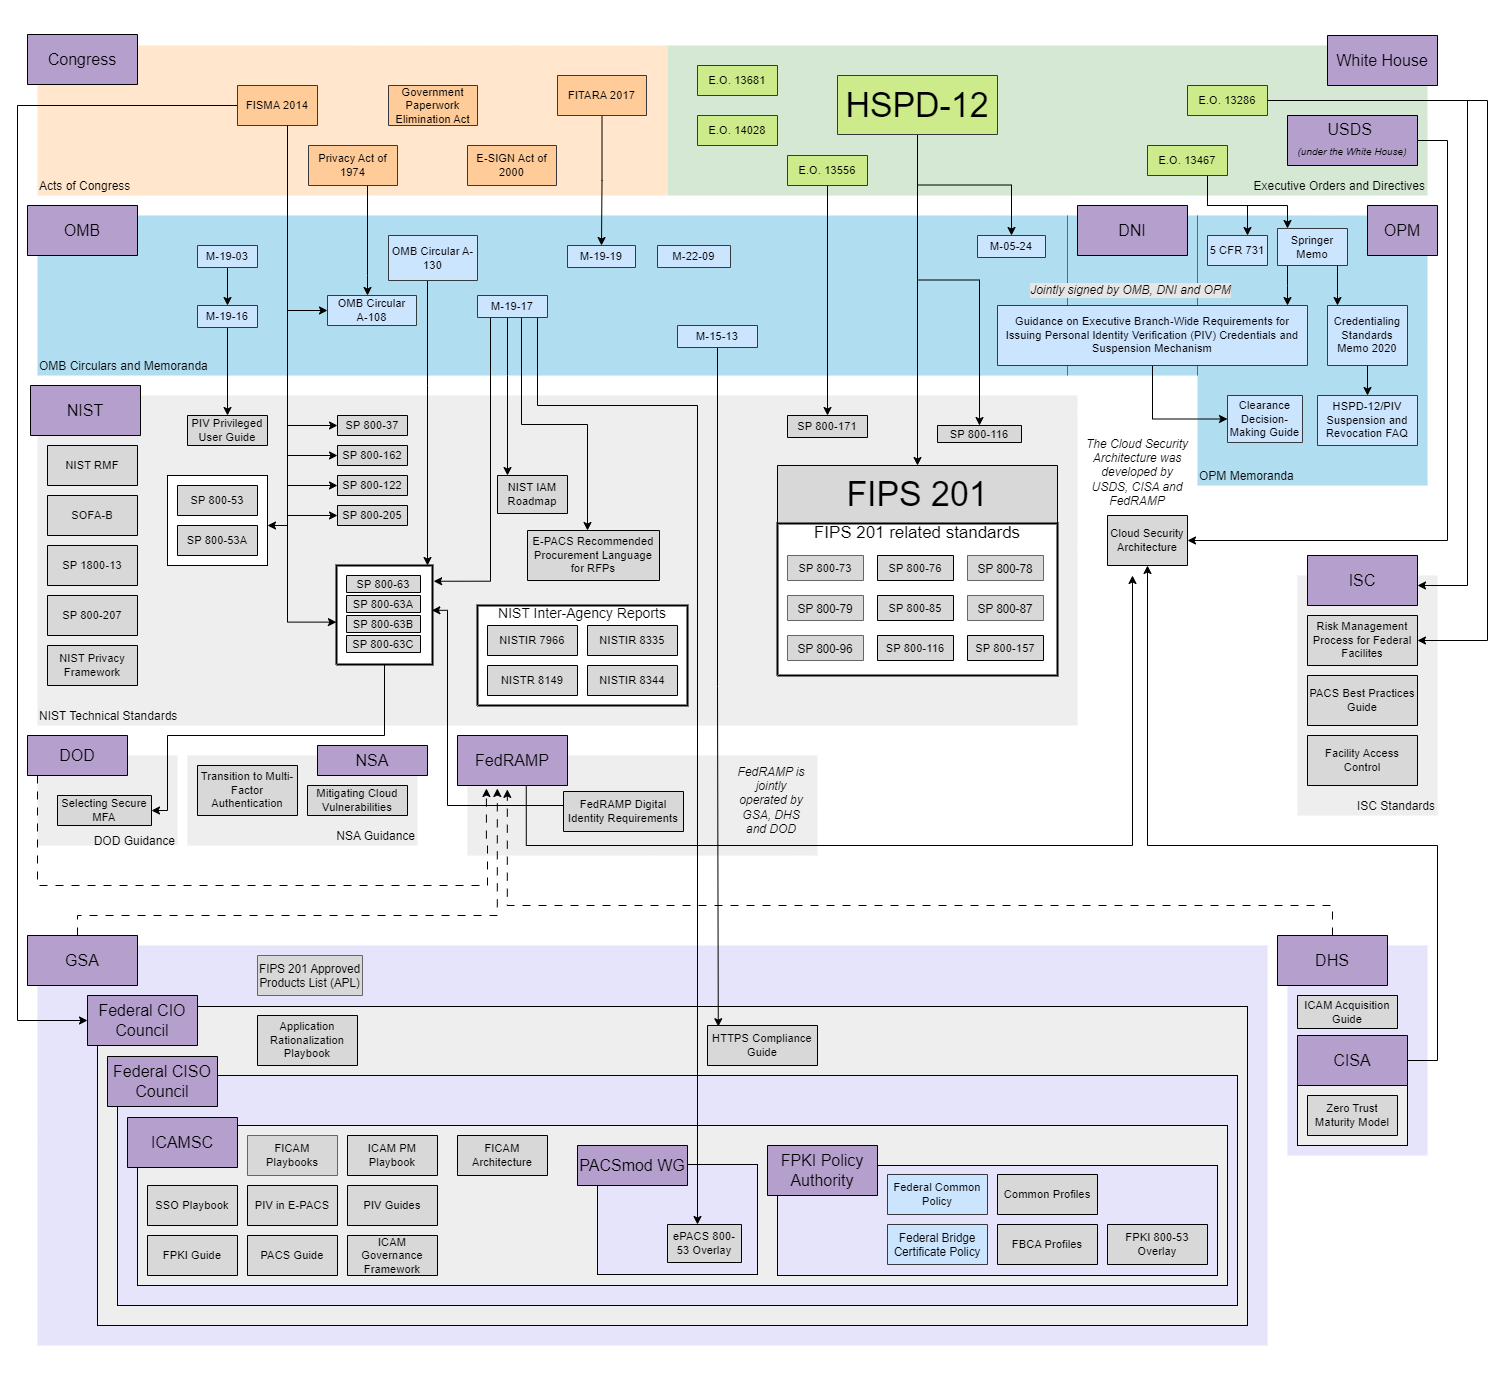 Congress
White House
FISMA 2014
Government
Paperwork
Elimination Act
FITARA 2017
Privacy Act of
1974
E-SIGN Act of
2000
Acts of Congress
E.O. 13681
E.O. 14028
HSPD-12
E.O. 13556
E.O. 13286
USDS
(under the White House)
E.O. 13467
Executive Orders and Directives
OMB
M-19-03
M-19-16
OMB Circular A-
130
OMB Circular
A-108
M-19-17
M-19-19
M-22-09
M-15-13
M-05-24
OMB Circulars and Memoranda
DNI
OPM
5 CFR 731
Springer
Memo
Jointly signed by OMB, DNI and OPM
Guidance on Executive Branch-Wide Requirements for
Issuing Personal Identity Verification (PIV) Credentials and
Suspension Mechanism
Credentialing
Standards
Memo 2020
Clearance
Decision-
Making Guide
HSPD-12/PIV
Suspension and
Revocation FAQ
OPM Memoranda
NIST
NIST RMF
SOFA-B
SP 1800-13
SP 800-207
NIST Privacy
Framework
PIV Privileged
User Guide
SP 800-53
SP 800-53A
SP 800-37
SP 800-162
SP 800-122
SP 800-205
SP 800-63
SP 800-63A
SP 800-63B
SP 800-63C
NIST IAM
Roadmap
E-PACS Recommended
Procurement Language
for RFPs
NIST Inter-Agency Reports
NISTIR 7966
NISTIR 8335
NISTR 8149
NISTIR 8344
SP 800-171
SP 800-116
FIPS 201
FIPS 201 related standards
SP 800-73
SP 800-76
SP 800-78
SP 800-79
SP 800-85
SP 800-87
SP 800-96
SP 800-116
SP 800-157
NIST Technical Standards
The Cloud Security
Architecture was
developed by
USDS, CISA and
FedRAMP
Cloud Security
Architecture
ISC
Risk Management
Process for Federal
Facilites
PACS Best Practices
Guide
Facility Access
Control
ISC Standards
DOD
Selecting Secure
MFA
DOD Guidance
NSA
Transition to Multi-
Factor
Authentication
Mitigating Cloud
Vulnerabilities
NSA Guidance
FedRAMP
FedRAMP Digital
Identity Requirements
FedRAMP is
jointly
operated by
GSA, DHS
and DOD
GSA
FIPS 201 Approved
Products List (APL)
Federal CIO
Council
Application
Rationalization
Playbook
HTTPS Compliance
Guide
Federal CISO
Council
ICAMSC
FICAM
Playbooks
ICAM PM
Playbook
FICAM
Architecture
SSO Playbook
PIV in E-PACS
PIV Guides
FPKI Guide
PACS Guide
ICAM
Governance
Framework
PACSmod WG
ePACS 800-
53 Overlay
FPKI Policy
Authority
Federal Common
Policy
Common Profiles
Federal Bridge
Certificate Policy
FBCA Profiles
FPKI 800-53
Overlay
DHS
ICAM Acquisition
Guide
CISA
Zero Trust
Maturity Model